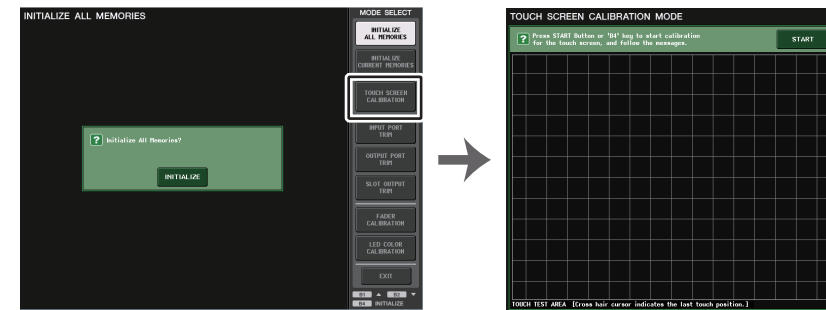 INITIALIZE ALL MEMORIES
? Initialize All Memories?
INITIALIZE
MODE SELECT
INITIALIZE
ALL MEMORIES
INITIALIZE
CURRENT MEMORIES
TOUCH SCREEN
CALIBRATION
INPUT PORT
TRIM
OUTPUT PORT
TRIM
SLOT OUTPUT
TRIM
FADER
CALIBRATION
LED COLOR
CALIBRATION
EXIT
B1 ▲ B2 ▼
B4 INITIALIZE
TOUCH SCREEN CALIBRATION MODE
? Press START Button or 'B4' key to start calibration
for the touch screen, and follow the messages.
START
TOUCH TEST AREA [Cross hair cursor indicates the last touch position.]